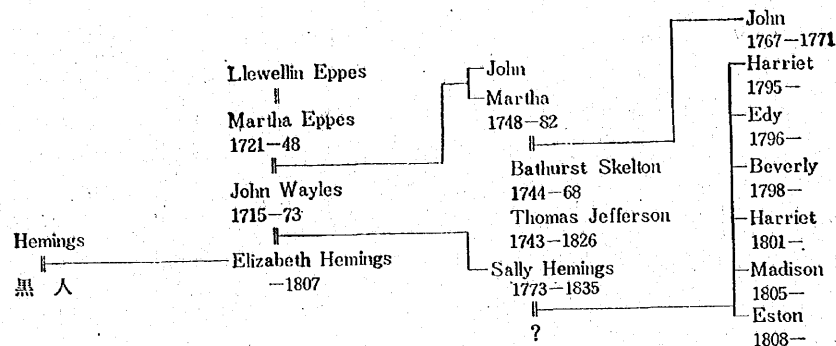 John
1767—1771
Harriet
1795—
Edy
1796—
Beverly
1798—
Harriet
1801—
Madison
1805—
Eston
1808—
John
Martha
1748—82
Bathurst Skelton
1744—68
Thomas Jefferson
1743—1826
Sally Hemings
1773—1835
?
Llewellin Eppes
Martha Eppes
1721—48
John Wayles
1715—73
Elizabeth Hemings
—1807
Hemings
黒人